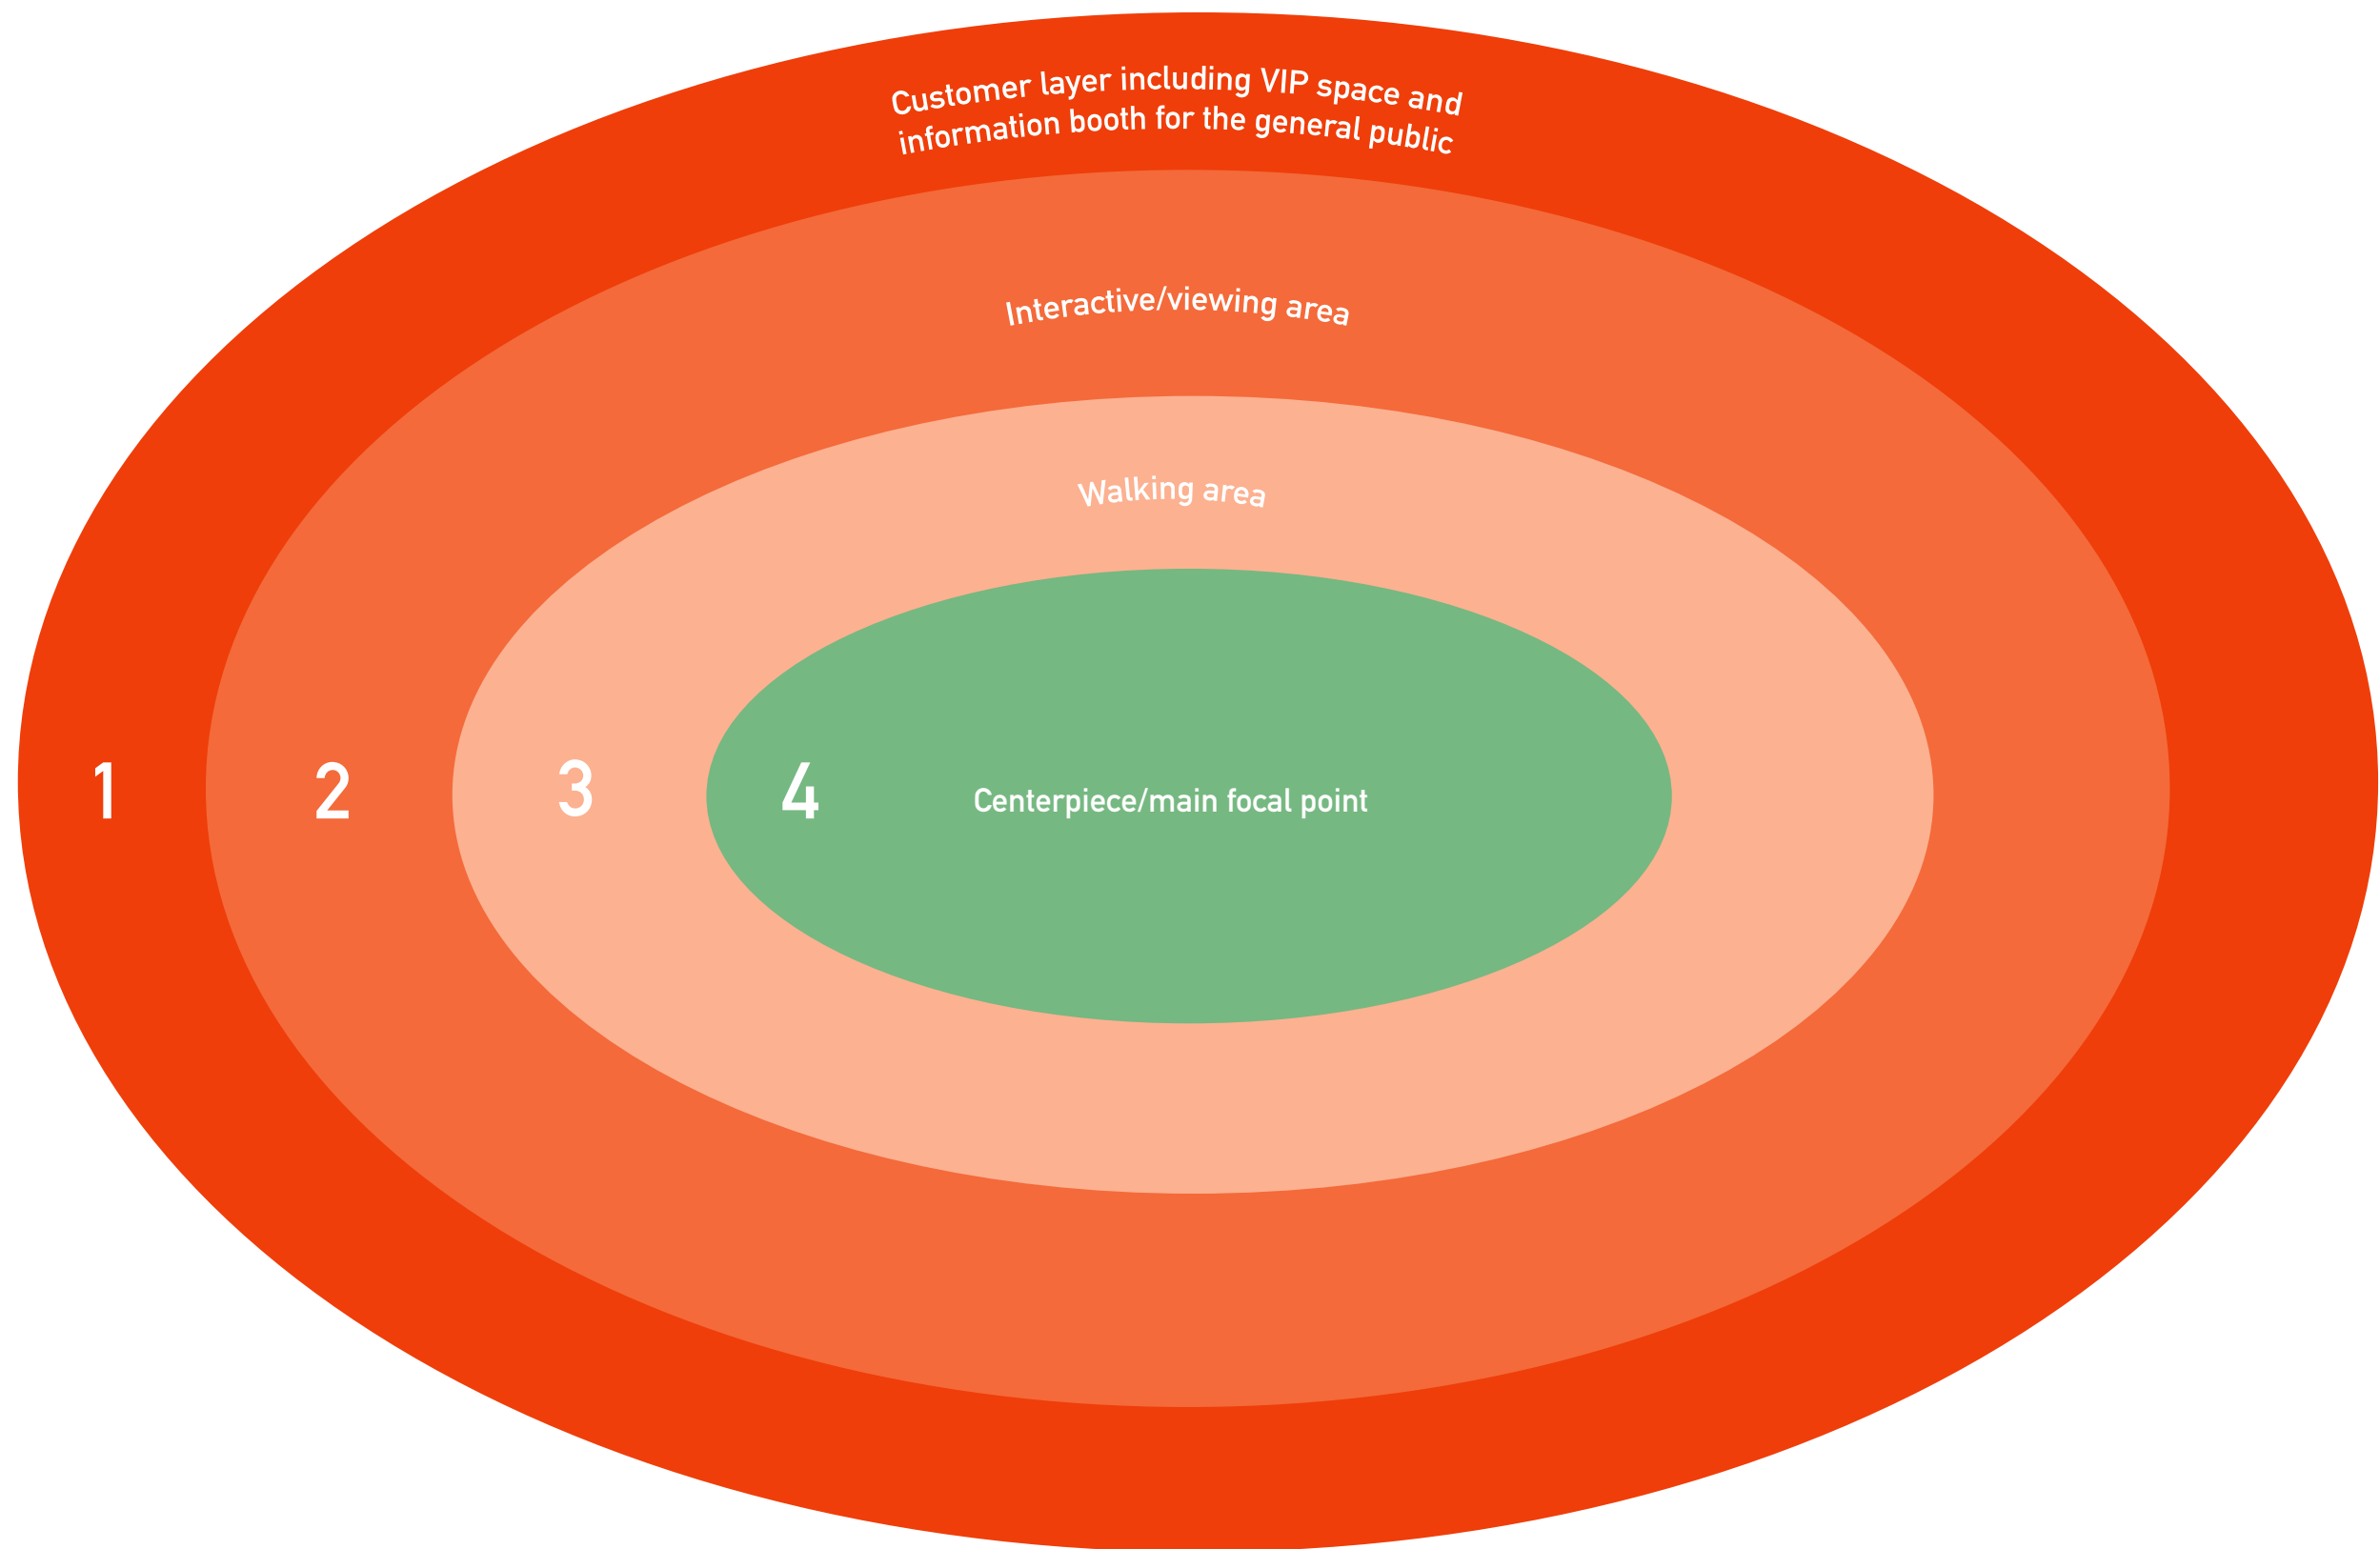 Customer layer including VIP space and
information booth for the general public
Interactive/viewing area
Walking area
1
2
3
4
Centerpiece/main focal point